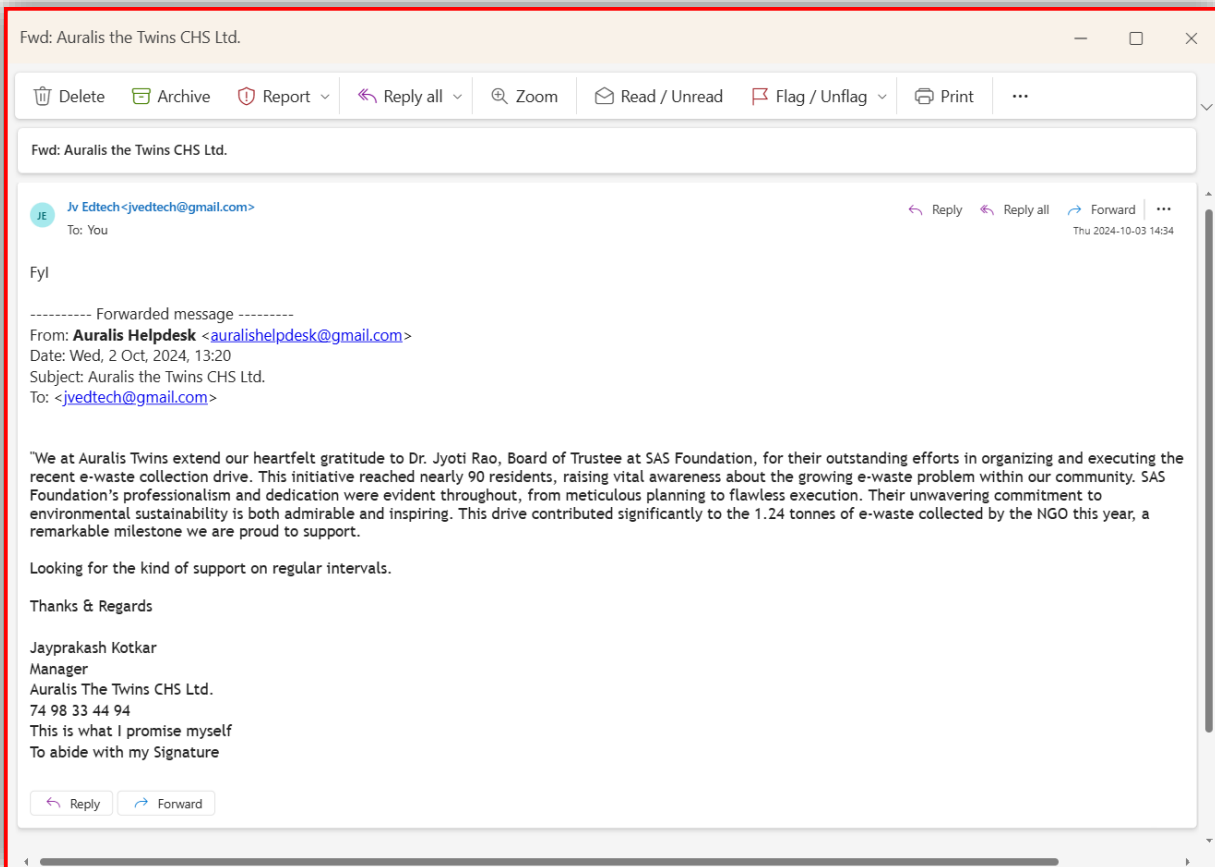 Fwd: Auralis the Twins CHS Ltd.
Delete Archive Report Reply all Zoom Read / Unread Flag / Unflag Print
Fwd: Auralis the Twins CHS Ltd.
JE
Jv Edtech<jvedtech@gmail.com>
To: You
Reply Reply all Forward
Thu 2024-10-03 14:34
FyI
---------- Forwarded message ---------
From: Auralis Helpdesk <auralishelpdesk@gmail.com>
Date: Wed, 2 Oct, 2024, 13:20
Subject: Auralis the Twins CHS Ltd.
To: <jvedtech@gmail.com>
"We at Auralis Twins extend our heartfelt gratitude to Dr. Jyoti Rao, Board of Trustee at SAS Foundation, for their outstanding efforts in organizing and executing the
recent e-waste collection drive. This initiative reached nearly 90 residents, raising vital awareness about the growing e-waste problem within our community. SAS
Foundation's professionalism and dedication were evident throughout, from meticulous planning to flawless execution. Their unwavering commitment to
environmental sustainability is both admirable and inspiring. This drive contributed significantly to the 1.24 tonnes of e-waste collected by the NGO this year, a
remarkable milestone we are proud to support.
Looking for the kind of support on regular intervals.
Thanks & Regards
Jayprakash Kotkar
Manager
Auralis The Twins CHS Ltd.
74 98 33 44 94
This is what I promise myself
To abide with my Signature
Reply Forward